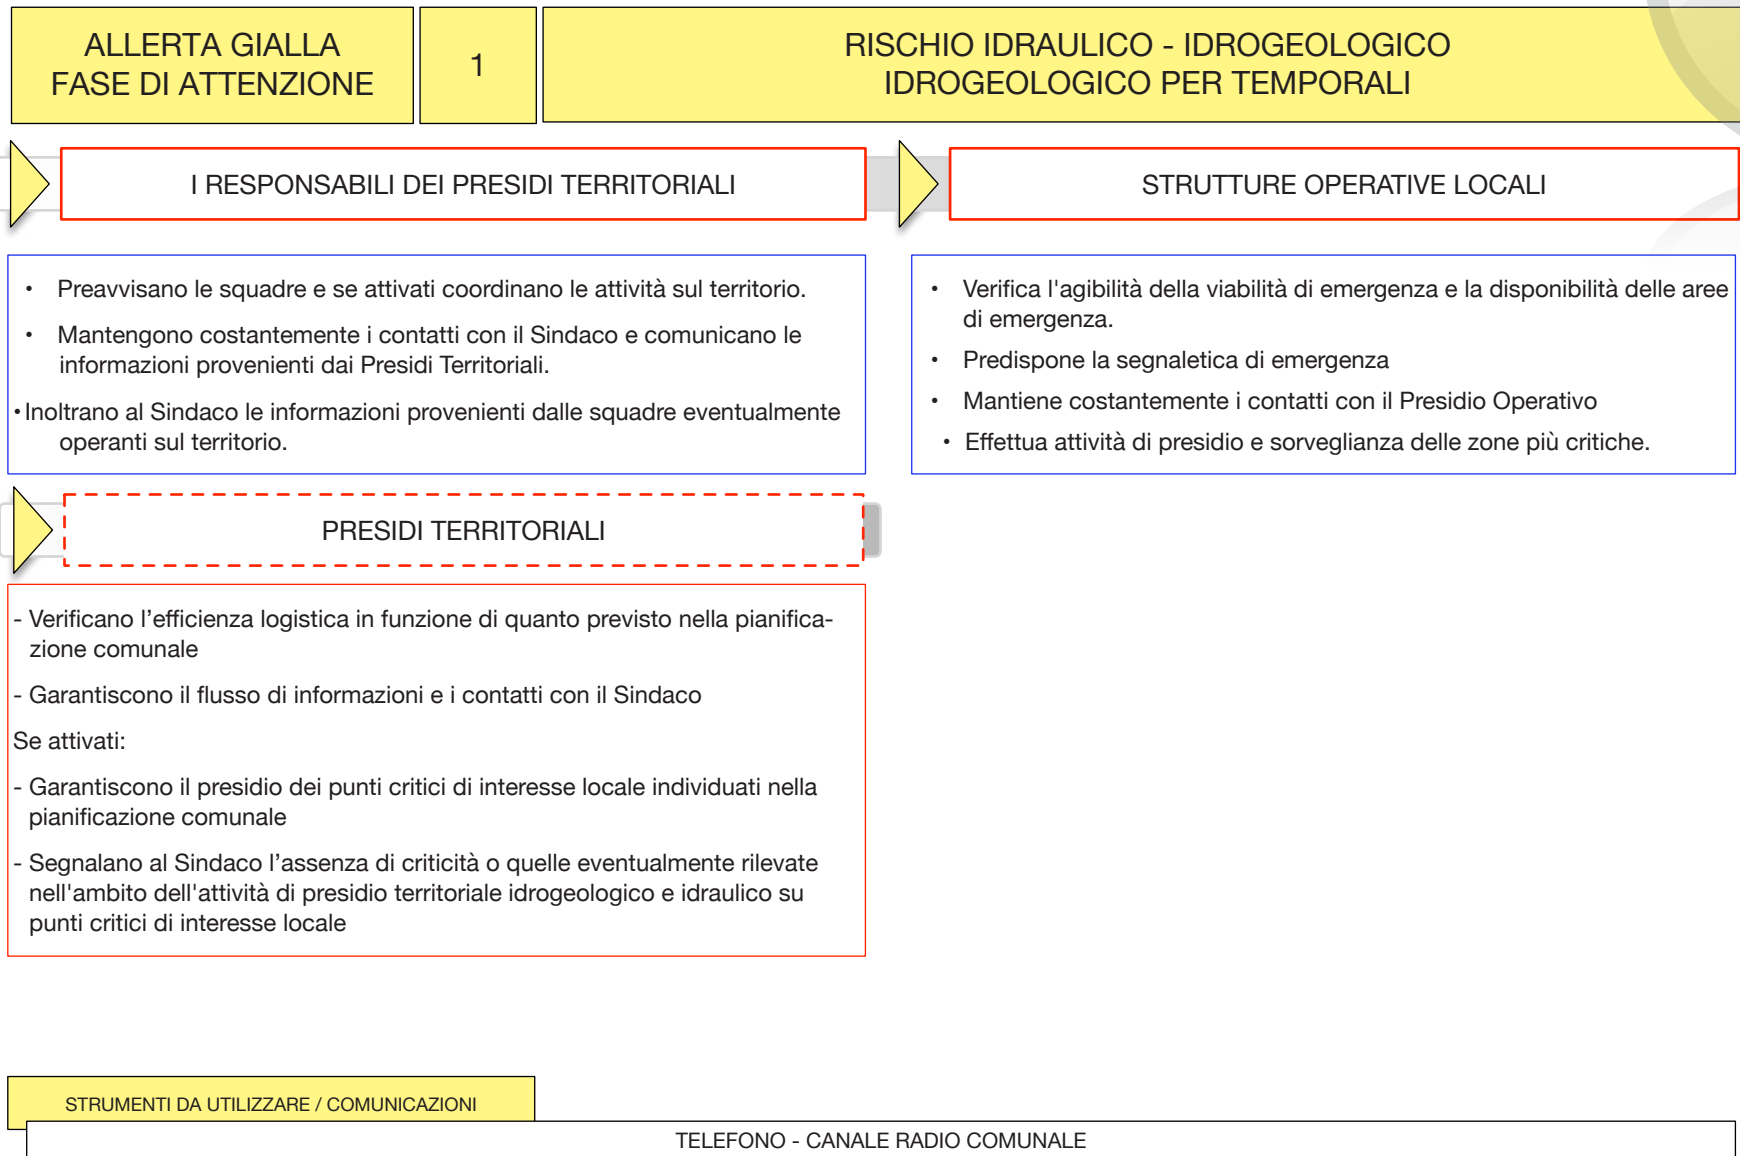 ALLERTA GIALLA
FASE DI ATTENZIONE
1
RISCHIO IDRAULICO - IDROGEOLOGICO
IDROGEOLOGICO PER TEMPORALI
I RESPONSABILI DEI PRESIDI TERRITORIALI
• Preavvisano le squadre e se attivati coordinano le attività sul territorio.
• Mantengono costantemente i contatti con il Sindaco e comunicano le
informazioni provenienti dai Presidi Territoriali.
• Inoltrano al Sindaco le informazioni provenienti dalle squadre eventualmente
operanti sul territorio.
STRUTTURE OPERATIVE LOCALI
• Verifica l'agibilità della viabilità di emergenza e la disponibilità delle aree
di emergenza.
• Predispone la segnaletica di emergenza
• Mantiene costantemente i contatti con il Presidio Operativo
• Effettua attività di presidio e sorveglianza delle zone più critiche.
PRESIDI TERRITORIALI
- Verificano l’efficienza logistica in funzione di quanto previsto nella pianifica-
zione comunale
- Garantiscono il flusso di informazioni e i contatti con il Sindaco
Se attivati:
- Garantiscono il presidio dei punti critici di interesse locale individuati nella
pianificazione comunale
- Segnalano al Sindaco l’assenza di criticità o quelle eventualmente rilevate
nell'ambito dell'attività di presidio territoriale idrogeologico e idraulico su
punti critici di interesse locale
STRUMENTI DA UTILIZZARE / COMUNICAZIONI
TELEFONO - CANALE RADIO COMUNALE